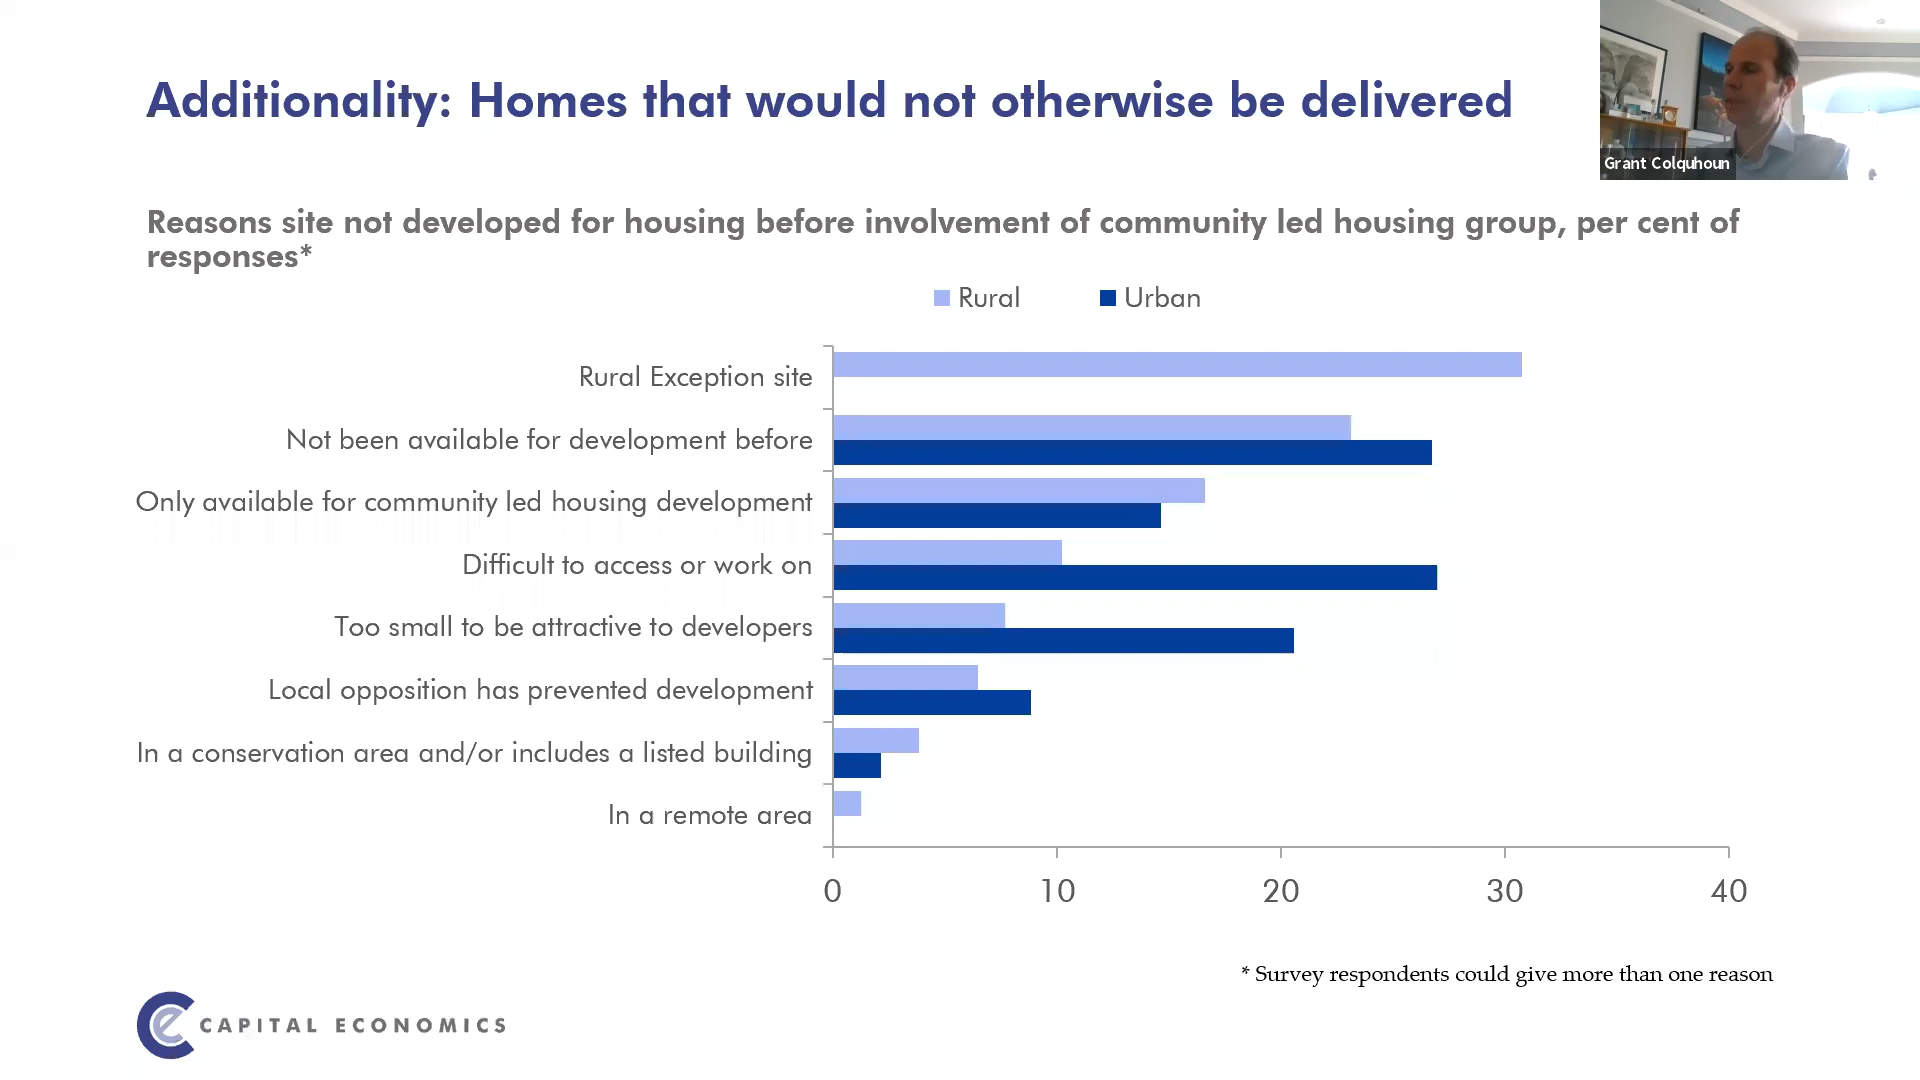 Additionality: Homes that would not otherwise be delivered
Grant Colquhoun
Reasons site not developed for housing before involvement of community led housing group, per cent of
responses*
Rural
Urban
Rural Exception site
Not been available for development before
Only available for community led housing development
Difficult to access or work on
Too small to be attractive to developers
Local opposition has prevented development
In a conservation area and/or includes a listed building
In a remote area
0 10 20 30 40
* Survey respondents could give more than one reason
CAPITAL ECONOMICS